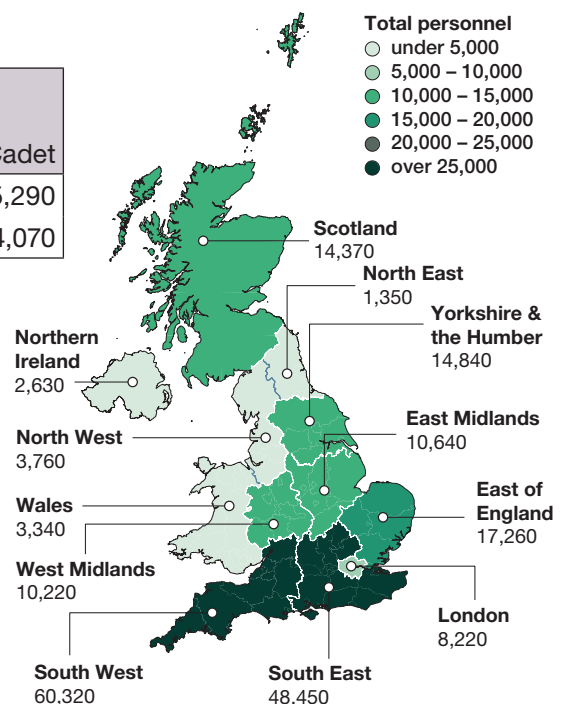 Total personnel
under 5,000
5,000 – 10,000
10,000 – 15,000
15,000 – 20,000
20,000 – 25,000
over 25,000
Scotland
14,370
North East
1,350
Yorkshire &
the Humber
14,840
Northern
Ireland
2,630
East Midlands
10,640
North West
3,760
Wales
3,340
East of
England
17,260
West Midlands
10,220
London
8,220
South West
60,320
South East
48,450